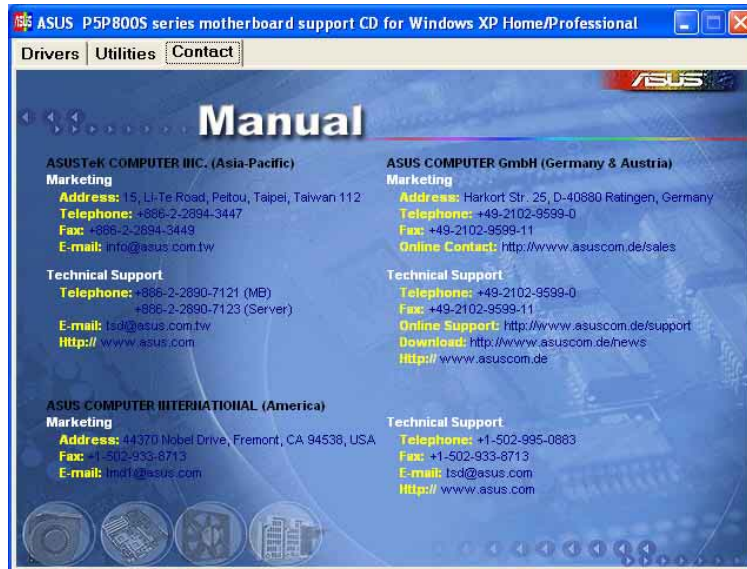 ASUS P5P800S series motherboard support CD for Windows XP Home/Professional
Drivers Utilities Contact
ASUS
Manual
ASUSTeK COMPUTER INC. (Asia-Pacific)
Marketing
Address: 15, Li-Te Road, Peitou, Taipei, Taiwan 112
Telephone: +886-2-2894-3447
Fax: +886-2-2894-3449
E-mail: info@asus.com.tw
Technical Support
Telephone: +886-2-2890-7121 (MB)
+886-2-2890-7123 (Server)
E-mail: tsd@asus.com.tw
Http:// www.asus.com
ASUS COMPUTER GmbH (Germany & Austria)
Marketing
Address: Harkort Str. 25, D-40880 Ratingen, Germany
Telephone: +49-2102-9599-0
Fax: +49-2102-9599-11
Online Contact: http://www.asuscom.de/sales
Technical Support
Telephone: +49-2102-9599-0
Fax: +49-2102-9599-11
Online Support: http://www.asuscom.de/support
Download: http://www.asuscom.de/news
Http:// www.asuscom.de
ASUS COMPUTER INTERNATIONAL (America)
Marketing
Address: 44370 Nobel Drive, Fremont, CA 94538, USA
Fax: +1-502-933-8713
E-mail: lmd1@asus.com
Technical Support
Telephone: +1-502-995-0883
Fax: +1-502-933-8713
E-mail: tsd@asus.com
Http:// www.asus.com